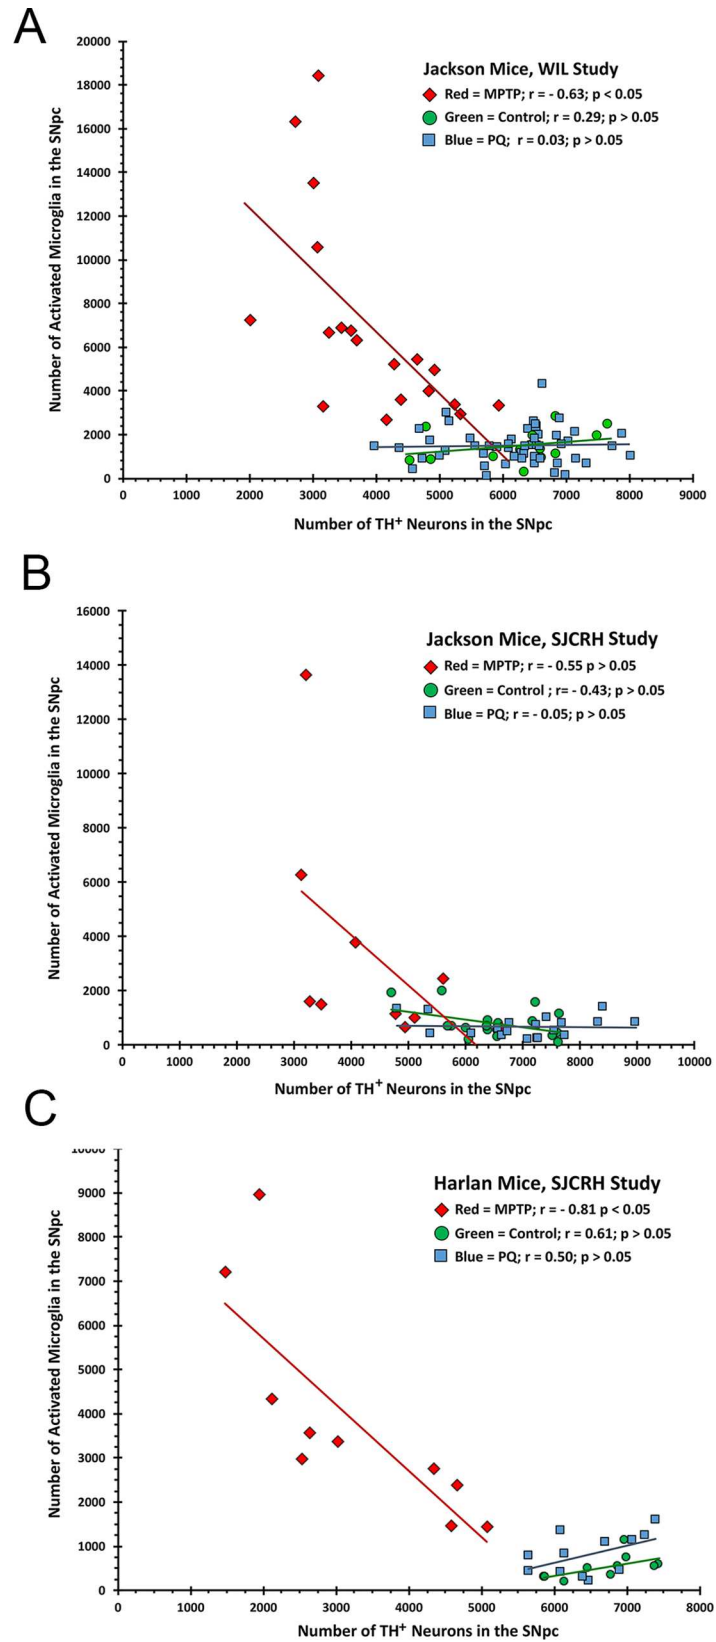 A
20000
18000
16000
14000
12000
10000
8000
6000
4000
2000
0
Number of Activated Microglia in the SNpc
Jackson Mice, WIL Study
Red = MPTP; r = - 0.63; p < 0.05
Green = Control; r = 0.29; p > 0.05
Blue = PQ; r = 0.03; p > 0.05
0 1000 2000 3000 4000 5000 6000 7000 8000 9000
Number of TH+ Neurons in the SNpc
B
16000
14000
12000
10000
8000
6000
4000
2000
0
Number of Activated Microglia in the SNpc
Jackson Mice, SJCRH Study
Red = MPTP; r = - 0.55 p > 0.05
Green = Control ; r= - 0.43; p > 0.05
Blue = PQ; r = - 0.05; p > 0.05
0 1000 2000 3000 4000 5000 6000 7000 8000 9000 10000
Number of TH+ Neurons in the SNpc
C
10000
9000
8000
7000
6000
5000
4000
3000
2000
1000
0
Number of Activated Microglia in the SNpc
Harlan Mice, SJCRH Study
Red = MPTP; r = - 0.81 p < 0.05
Green = Control; r = 0.61; p > 0.05
Blue = PQ; r = 0.50; p > 0.05
0 1000 2000 3000 4000 5000 6000 7000 8000
Number of TH+ Neurons in the SNpc